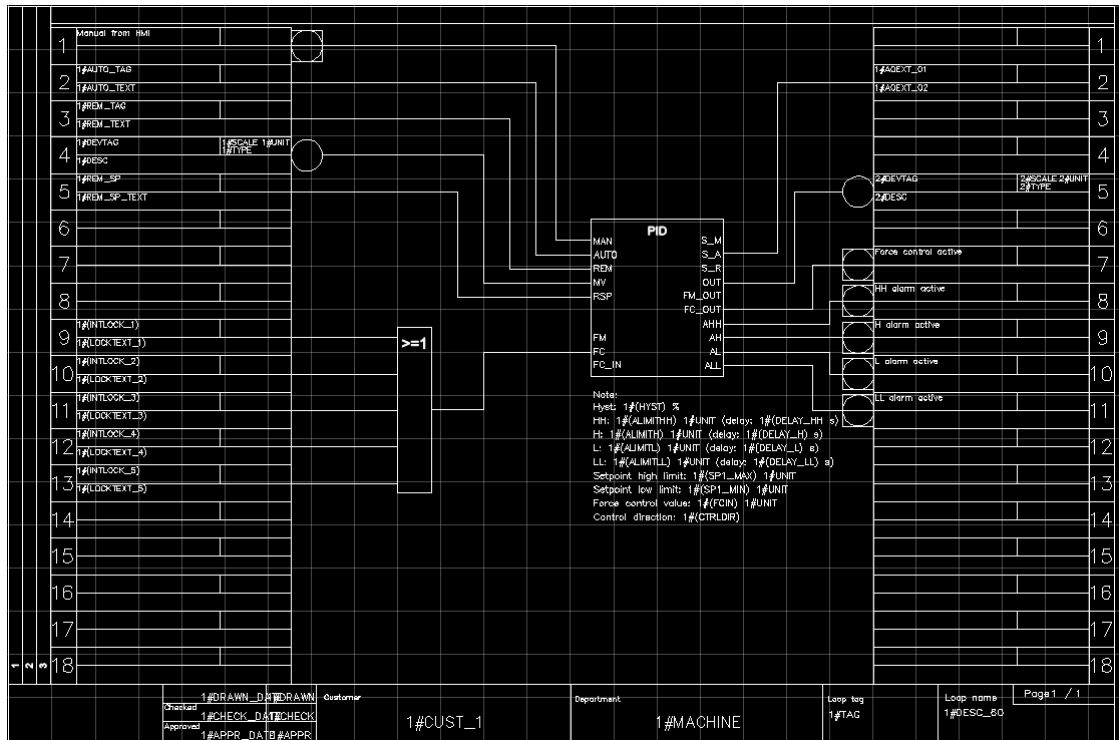 Manual from HMI
1
1#AUTO_TAG
2
1#AUTO_TEXT
1#REM_TAG
3
1#REM_TEXT
1#DEVTAG
1#SCALE 1#UNIT
1#TYPE
4
1#DESC
1#REM_SP
5
1#REM_SP_TEXT
6
7
8
1#(INTLOCK_1)
9
1#(LOCKTEXT_1)
1#(INTLOCK_2)
10
1#(LOCKTEXT_2)
1#(INTLOCK_3)
11
1#(LOCKTEXT_3)
1#(INTLOCK_4)
12
1#(LOCKTEXT_4)
1#(INTLOCK_5)
13
1#(LOCKTEXT_5)
14
15
16
17
18
1 2 3
>=1
PID
MAN S_M
AUTO S_A
REM S_R
MV OUT
RSP FM_OUT
FC_OUT
AHH
FM AH
FC AL
FC_IN ALL
Note:
Hyst: 1#(HYST) %
HH: 1#(ALIMITHH) 1#UNIT (delay: 1#(DELAY_HH s)
H: 1#(ALIMITH) 1#UNIT (delay: 1#(DELAY_H) s)
L: 1#(ALIMITL) 1#UNIT (delay: 1#(DELAY_L) s)
LL: 1#(ALIMITLL) 1#UNIT (delay: 1#(DELAY_LL) s)
Setpoint high limit: 1#(SP1_MAX) 1#UNIT
Setpoint low limit: 1#(SP1_MIN) 1#UNIT
Force control value: 1#(FCIN) 1#UNIT
Control direction: 1#(CTRLDIR)
1
1#AOEXT_01
2
1#AOEXT_02
3
4
2#DEVTAG
2#SCALE 2#UNIT
2#TYPE
5
2#DESC
6
Force control active
7
HH alarm active
8
H alarm active
9
L alarm active
10
LL alarm active
11
12
13
14
15
16
17
18
1#DRAWN_DATE
1#DRAWN
Checked
1#CHECK_DATE
1#CHECK
Approved
1#APPR_DATE
1#APPR
Customer
1#CUST_1
Department
1#MACHINE
Loop tag
1#TAG
Loop name
1#DESC_60
Page1 / 1